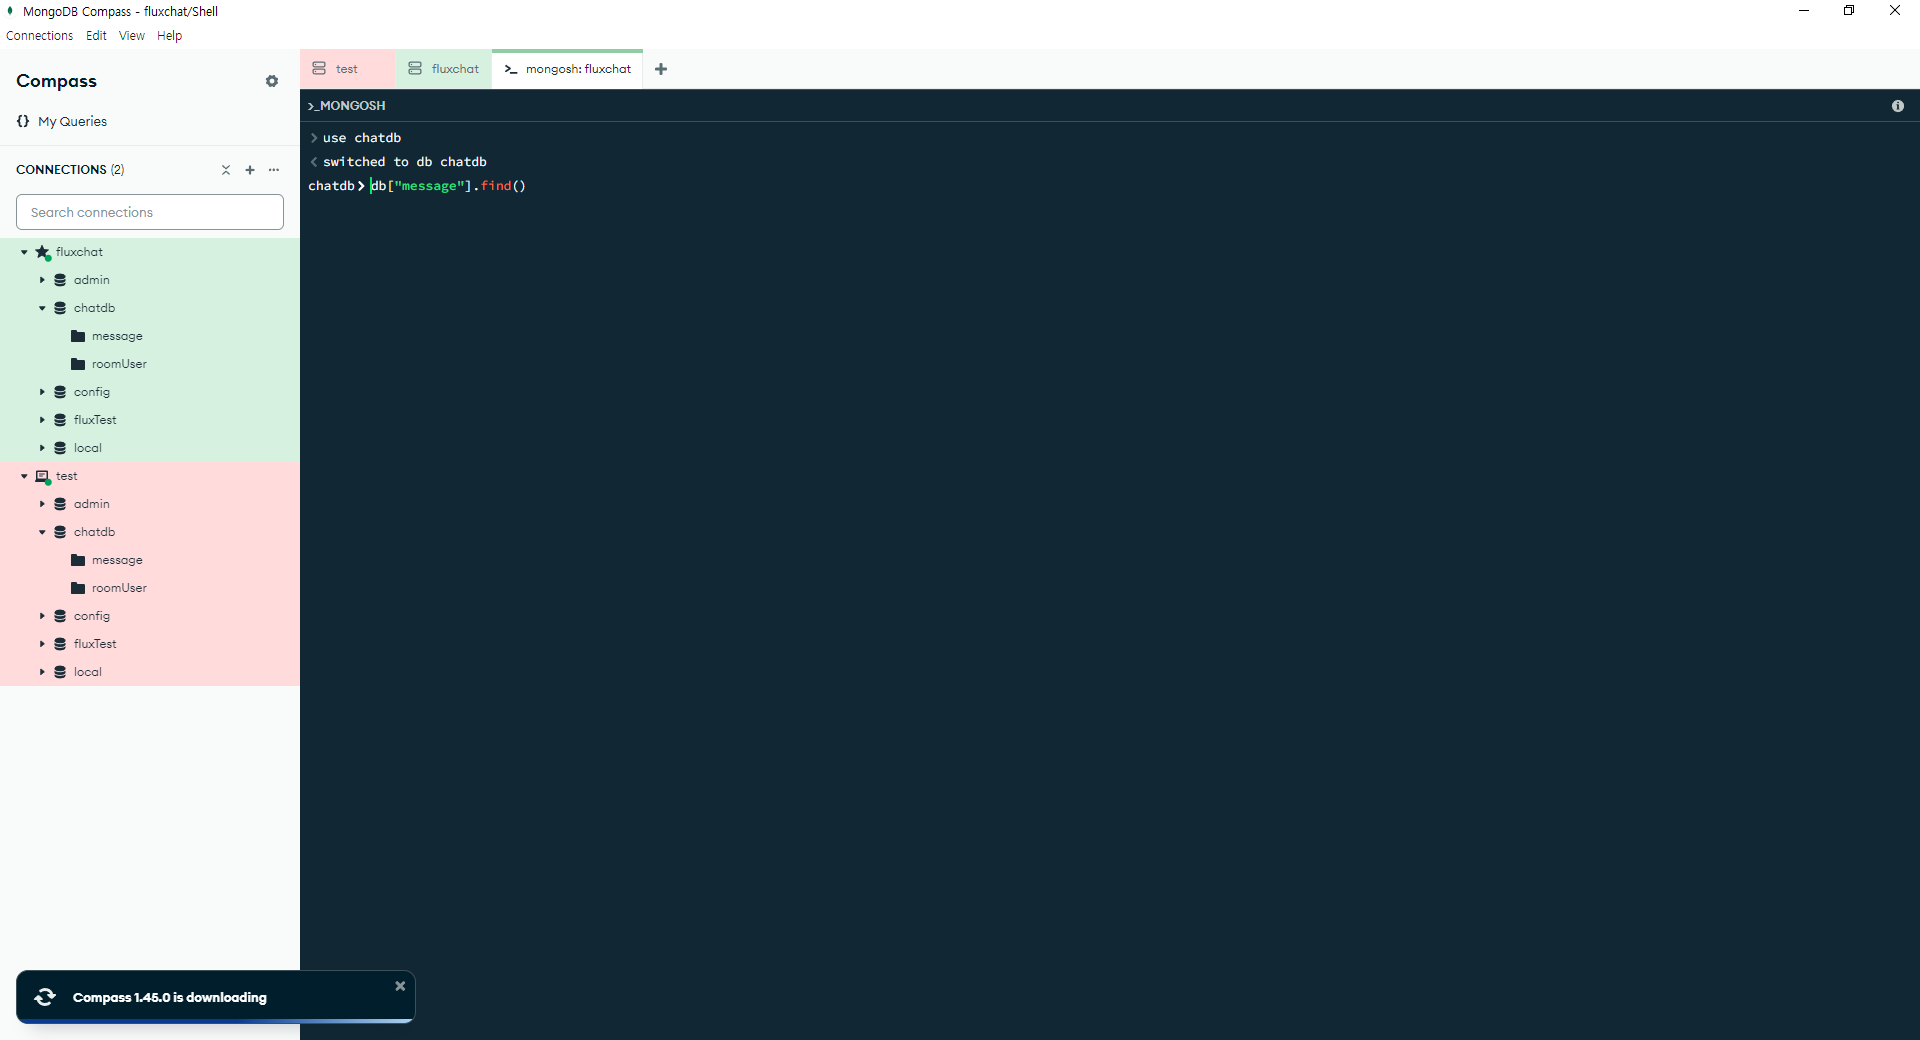 MongoDB Compass - fluxchat/Shell
Connections Edit View Help
Compass
{} My Queries
CONNECTIONS (2)
Search connections
fluxchat
admin
chatdb
message
roomUser
config
fluxTest
local
test
admin
chatdb
message
roomUser
config
fluxTest
local
Compass 1.45.0 is downloading
test
fluxchat
>_ mongosh: fluxchat
>_MONGOSH
> use chatdb
< switched to db chatdb
chatdb> db["message"].find()